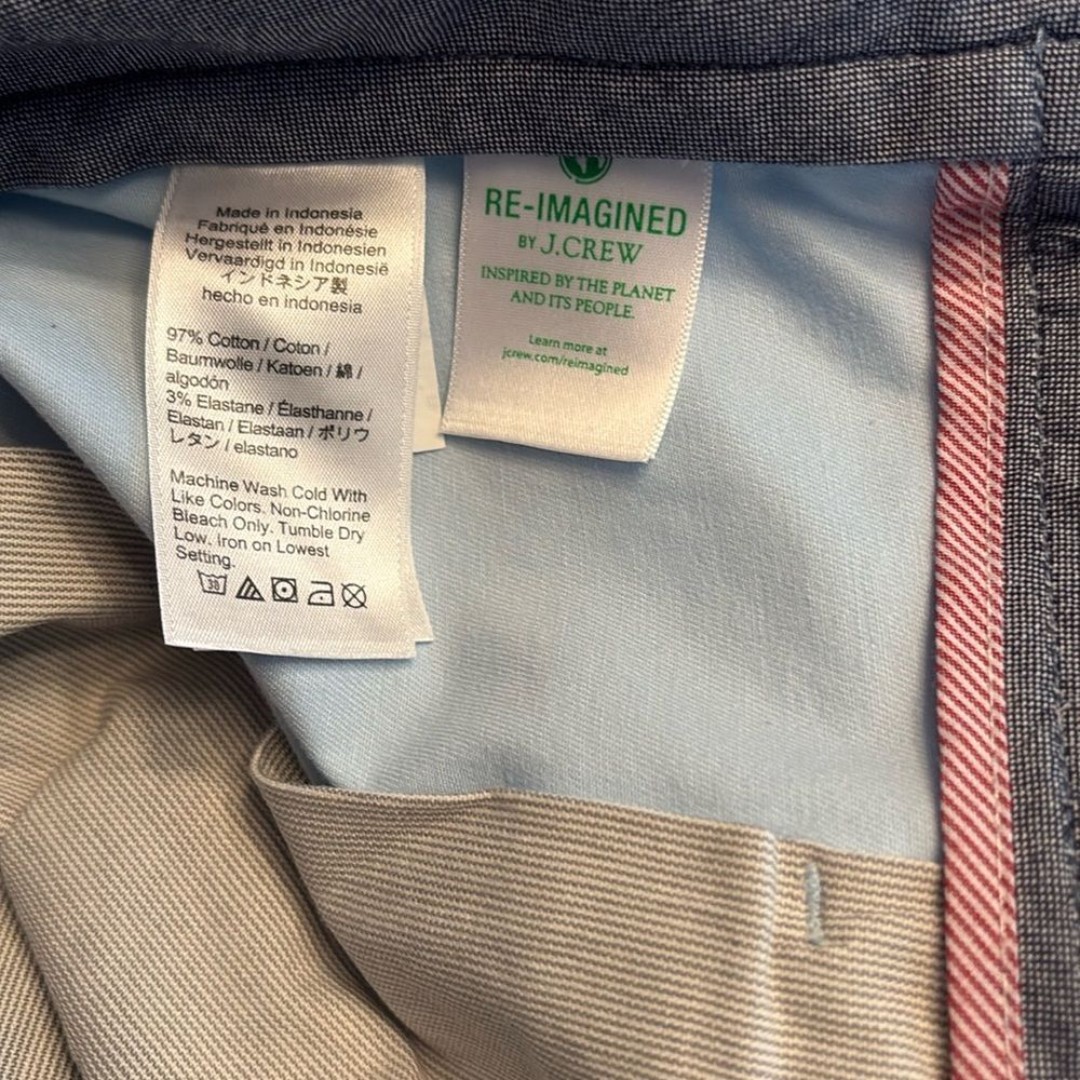 Made in Indonesia
Fabriqué en Indonésie
Hergestellt in Indonesien
Vervaardigd in Indonesië
インドネシア製
hecho en indonesia
97% Cotton / Coton /
Baumwolle / Katoen / 綿 /
algodón
3% Elastane / Élasthanne /
Elastan / Elastaan / ポリウ
レタン / elastano
Machine Wash Cold With
Like Colors. Non-Chlorine
Bleach Only. Tumble Dry
Low. Iron on Lowest
Setting.
30
RE-IMAGINED
BY J.CREW
INSPIRED BY THE PLANET
AND ITS PEOPLE.
Learn more at
jcrew.com/reimagined